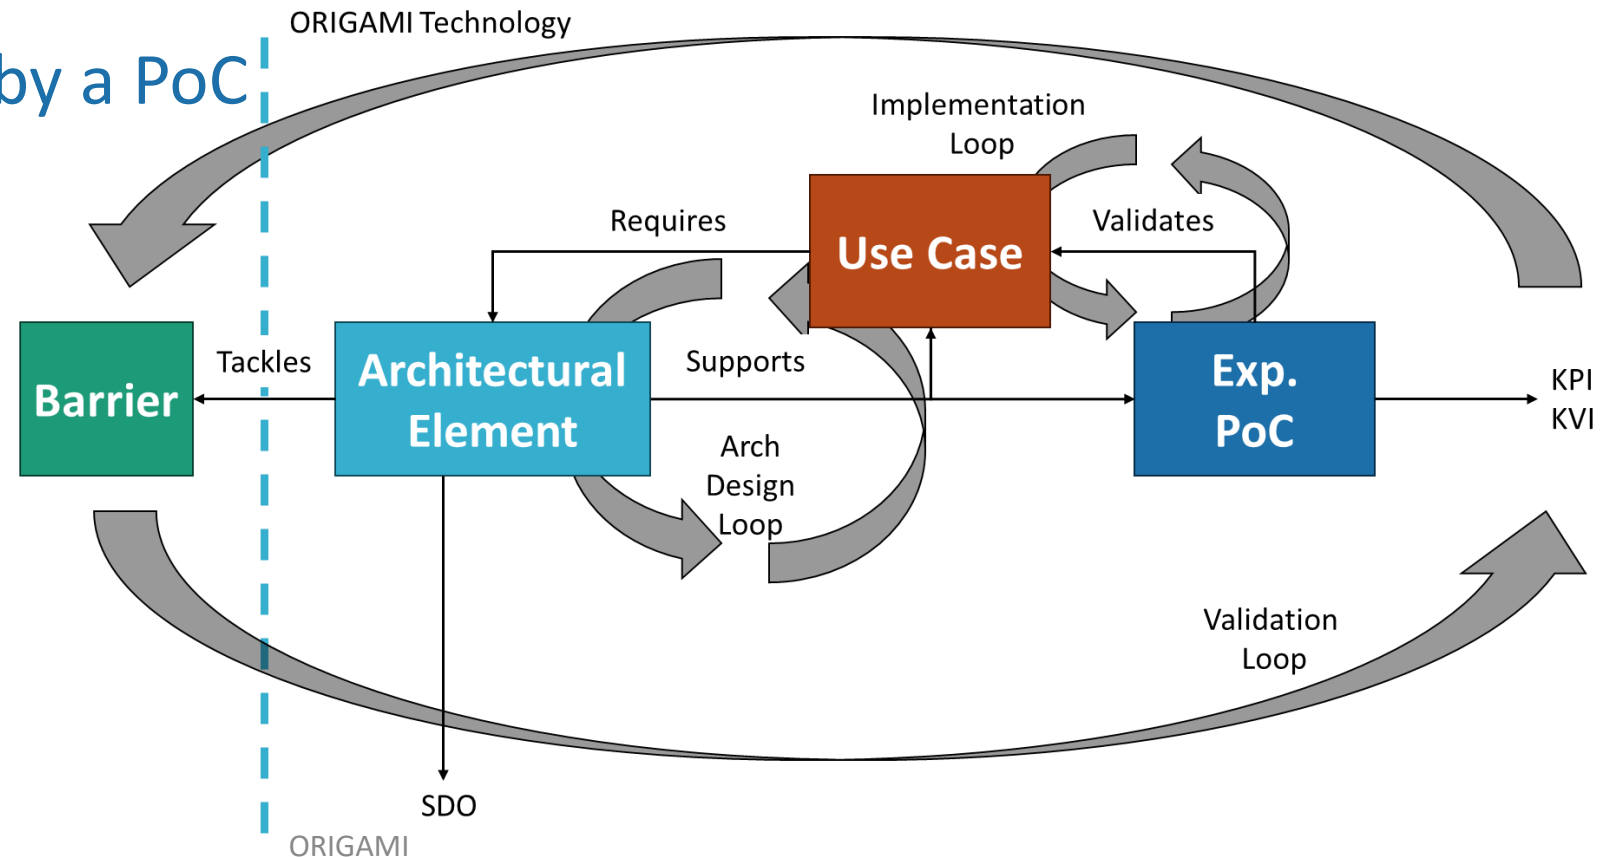 ORIGAMI Technology
by a PoC
Implementation
Loop
Requires
Validates
Use Case
Tackles
Supports
Barrier
Architectural
Element
Exp.
PoC
KPI
KVI
Arch
Design
Loop
Validation
Loop
SDO
ORIGAMI